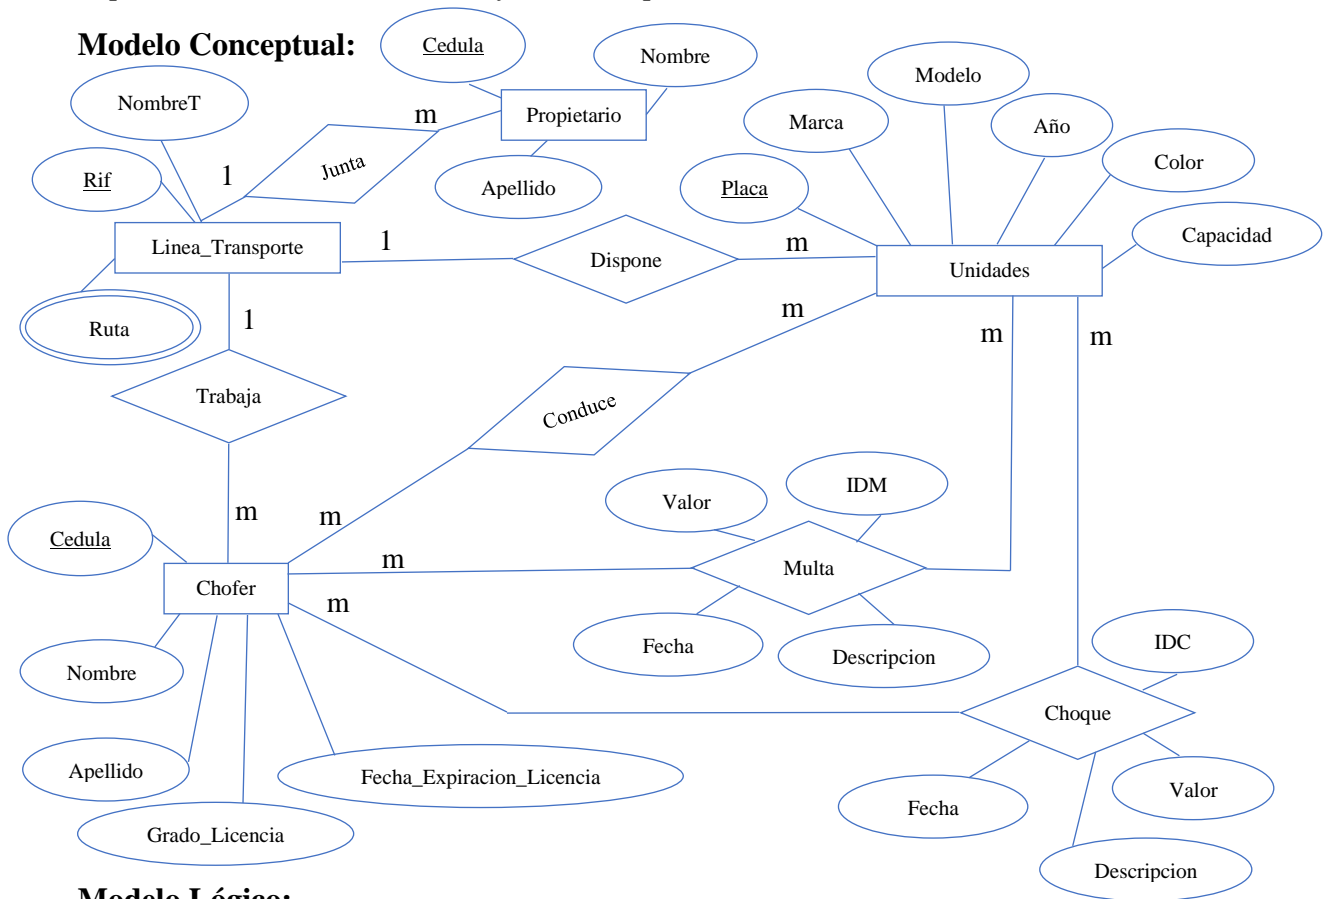 Modelo Conceptual:
Cedula
Nombre
NombreT
m
Propietario
Modelo
Marca
Año
Junta
Rif
1
Apellido
Placa
Color
Linea_Transporte
1
Dispone
m
Unidades
Capacidad
Ruta
1
m
m
m
Trabaja
Conduce
Valor
IDM
m
m
Cedula
Chofer
m
Multa
m
Nombre
Fecha
Descripcion
IDC
Choque
Apellido
Fecha_Expiracion_Licencia
Fecha
Valor
Grado_Licencia
Descripcion
Modelo Lógico: